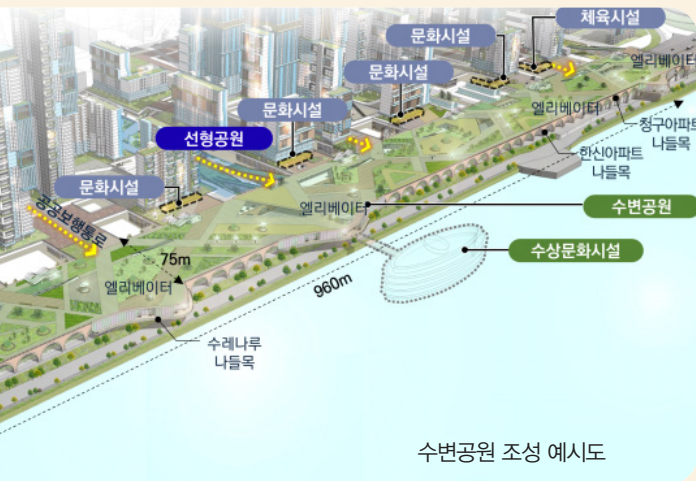 체육시설
문화시설
엘리베이터
문화시설
문화시설
엘리베이터
청구아파트
나들목
선형공원
한신아파트
나들목
문화시설
엘리베이터
수변공원
공공보행통로
75m
수상문화시설
엘리베이터
960m
수레나루
나들목
수변공원 조성 예시도